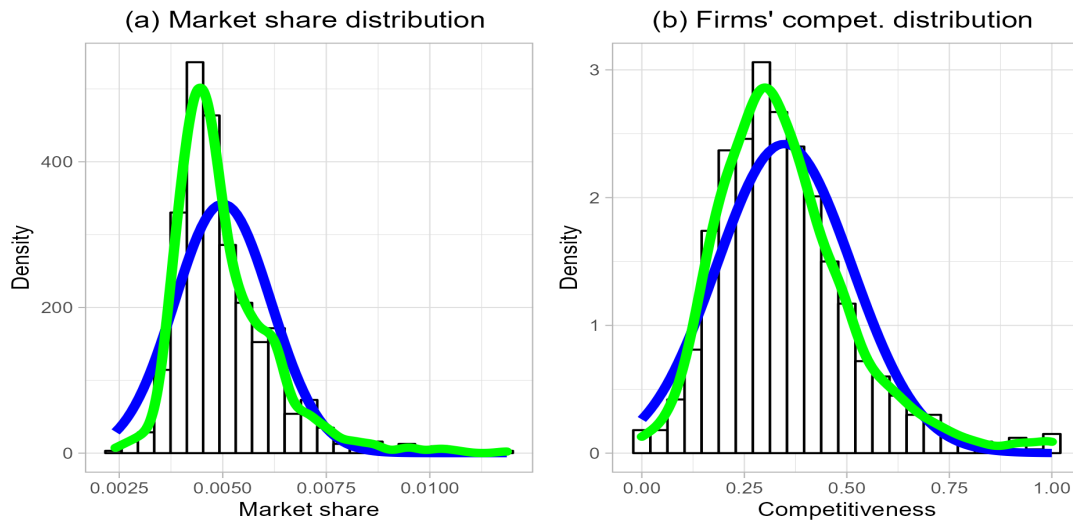 (a) Market share distribution
Density
400
200
0
0.0025 0.0050 0.0075 0.0100
Market share
(b) Firms' compet. distribution
Density
3
2
1
0
0.00 0.25 0.50 0.75 1.00
Competitiveness